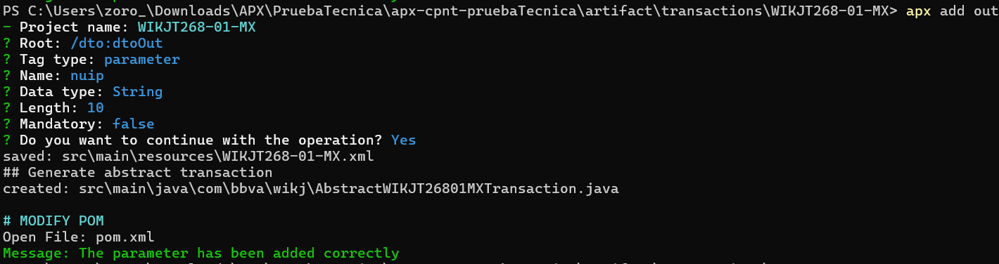 PS C:\Users\zoro_\Downloads\APX\PruebaTecnica\apx-cpnt-pruebaTecnica\artifact\transactions\WIKJT268-01-MX> apx add out
- Project name: WIKJT268-01-MX
? Root: /dto:dtoOut
? Tag type: parameter
? Name: nuip
? Data type: String
? Length: 10
? Mandatory: false
? Do you want to continue with the operation? Yes
saved: src\main\resources\WIKJT268-01-MX.xml
## Generate abstract transaction
created: src\main\java\com\bbva\wikj\AbstractWIKJT26801MXTransaction.java
# MODIFY POM
Open File: pom.xml
Message: The parameter has been added correctly